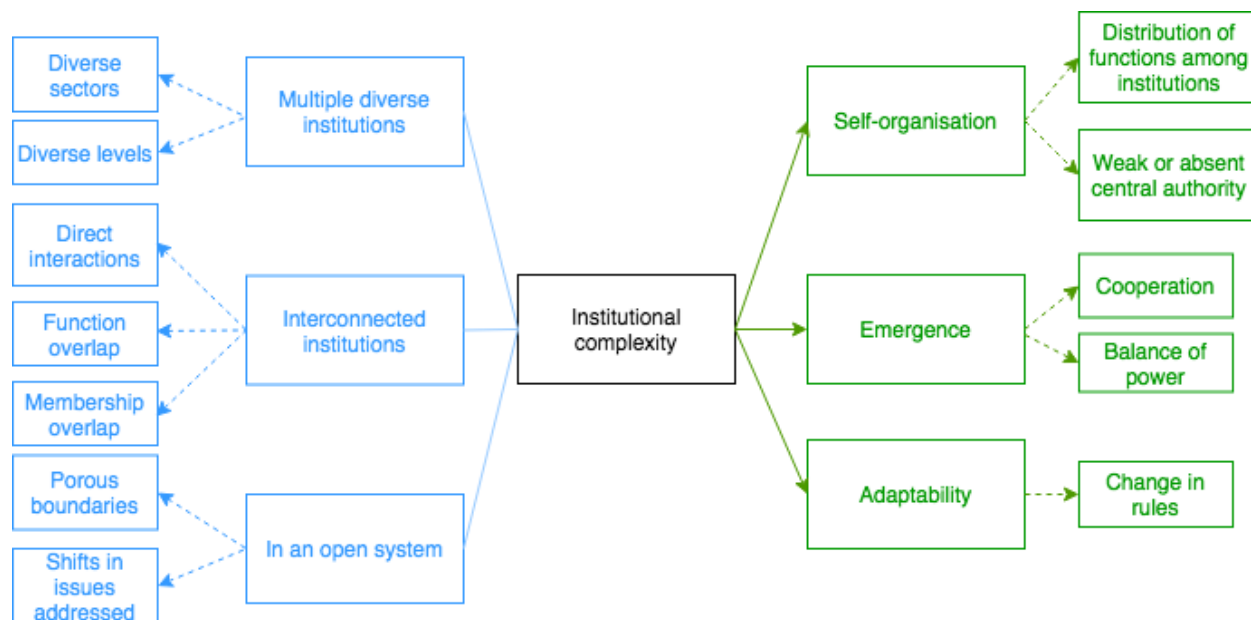 Diverse
sectors
Diverse levels
Multiple diverse
institutions
Direct
interactions
Function
overlap
Membership
overlap
Interconnected
institutions
Porous
boundaries
Shifts in
issues
addressed
In an open system
Institutional
complexity
Self-organisation
Distribution of
functions among
institutions
Weak or absent
central authority
Emergence
Cooperation
Balance of
power
Adaptability
Change in
rules